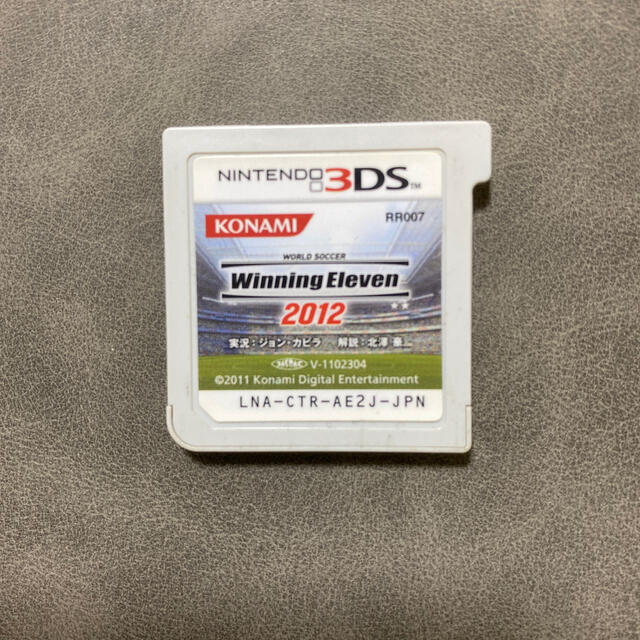 NINTENDO 3DS™
KONAMI
RR007
WORLD SOCCER
Winning Eleven
2012
実況：ジョン・カビラ 解説：北澤 豪
V-1102304
©2011 Konami Digital Entertainment
LNA-CTR-AE2J-JPN